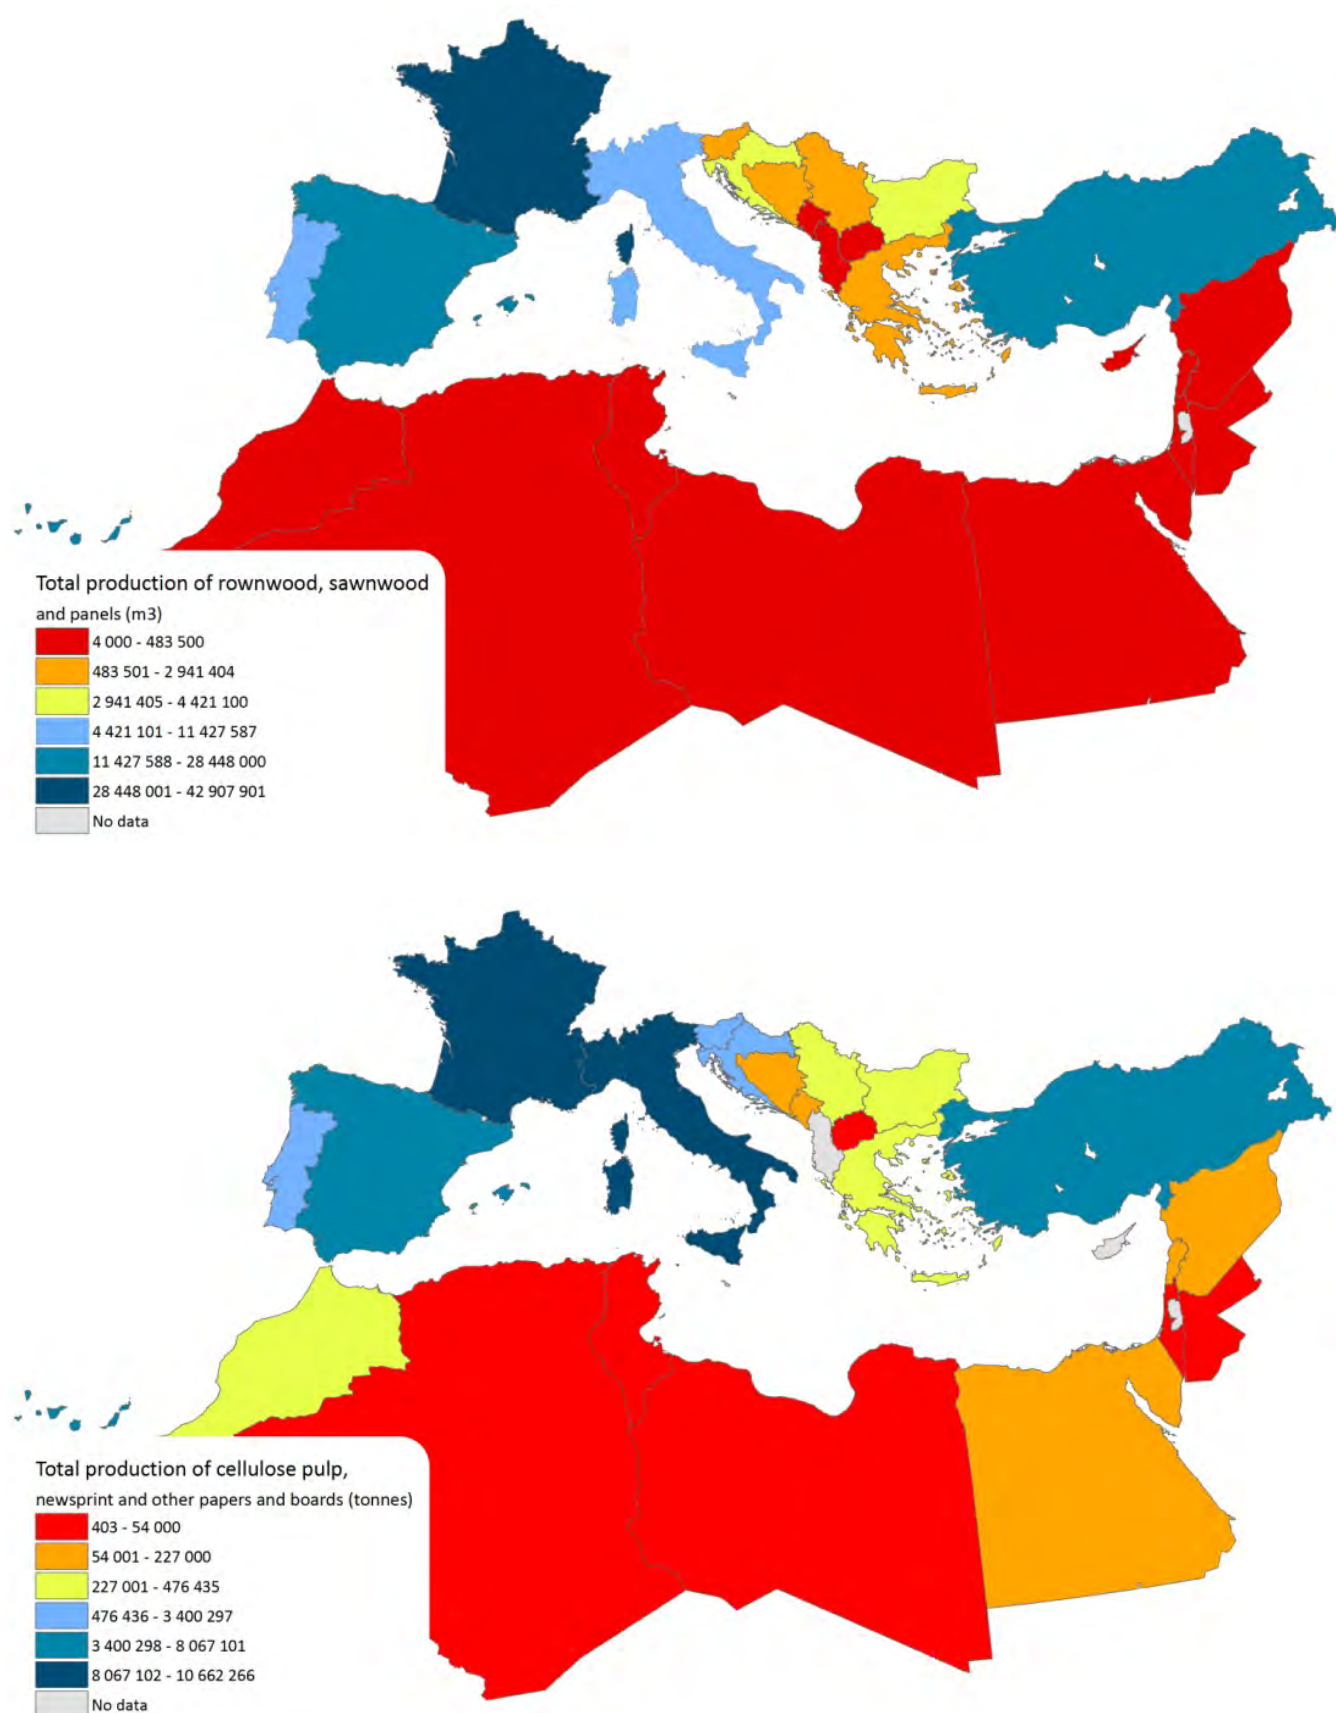 Total production of rownwood, sawnwood
and panels (m3)
4 000 - 483 500
483 501 - 2 941 404
2 941 405 - 4 421 100
4 421 101 - 11 427 587
11 427 588 - 28 448 000
28 448 001 - 42 907 901
No data
Total production of cellulose pulp,
newsprint and other papers and boards (tonnes)
403 - 54 000
54 001 - 227 000
227 001 - 476 435
476 436 - 3 400 297
3 400 298 - 8 067 101
8 067 102 - 10 662 266
No data